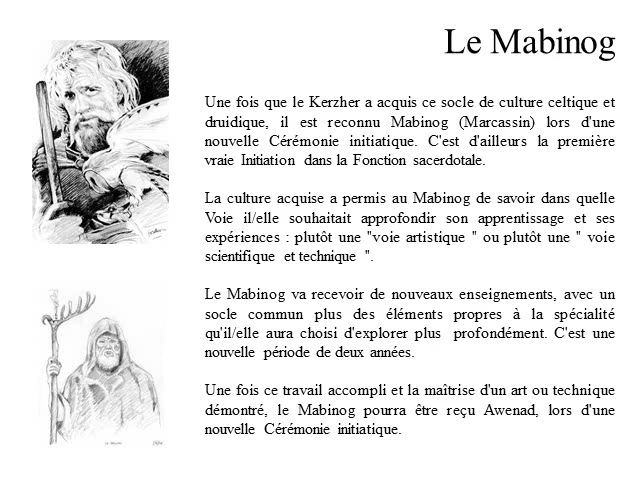 Le Mabinog
Une fois que le Kerzher a acquis ce socle de culture celtique et
druidique, il est reconnu Mabinog (Marcassin) lors d'une
nouvelle Cérémonie initiatique. C'est d'ailleurs la première
vraie Initiation dans la Fonction sacerdotale.
La culture acquise a permis au Mabinog de savoir dans quelle
Voie il/elle souhaitait approfondir son apprentissage et ses
expériences : plutôt une "voie artistique " ou plutôt une " voie
scientifique et technique ".
Le Mabinog va recevoir de nouveaux enseignements, avec un
socle commun plus des éléments propres à la spécialité
qu'il/elle aura choisi d'explorer plus profondément. C'est une
nouvelle période de deux années.
Une fois ce travail accompli et la maîtrise d'un art ou technique
démontré, le Mabinog pourra être reçu Awenad, lors d'une
nouvelle Cérémonie initiatique.